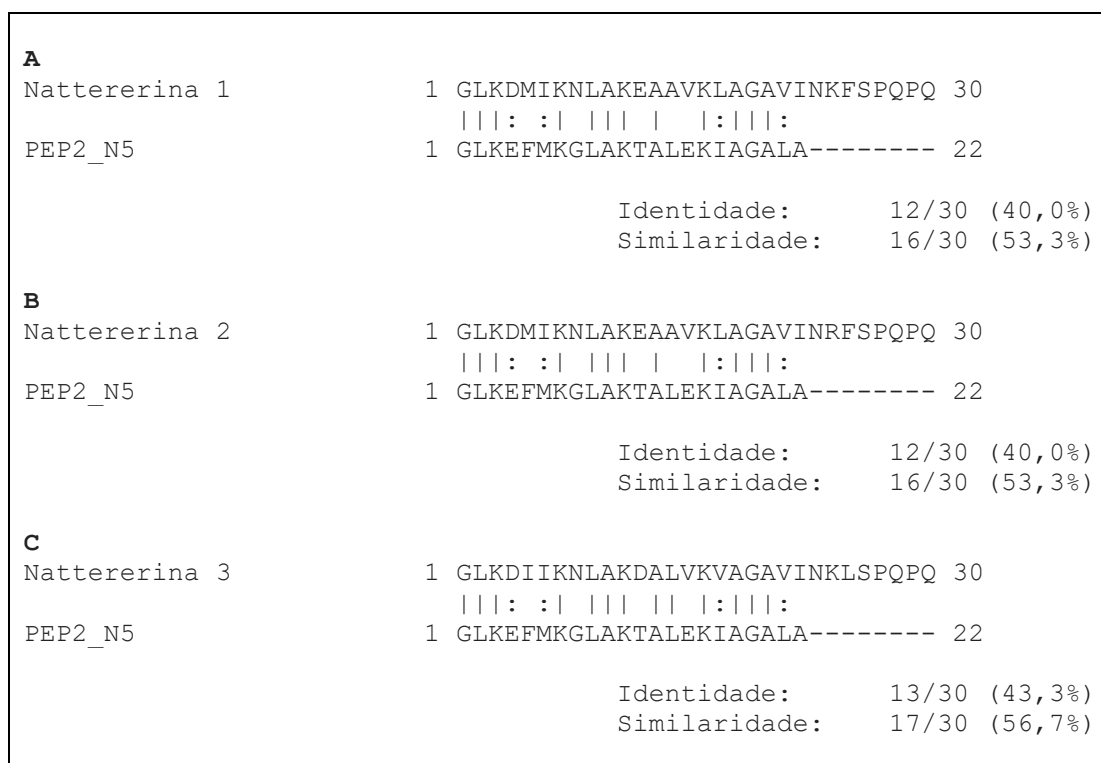 A
Nattererina 1 1 GLKDMIKNLAKEAAVKLAGAVINKFSPQPQ 30
|||: :| ||| | |:|||:
PEP2_N5 1 GLKEFMKGLAKTALEKIAGALA-------- 22
Identidade: 12/30 (40,0%)
Similaridade: 16/30 (53,3%)
B
Nattererina 2 1 GLKDMIKNLAKEAAVKLAGAVINRFSPQPQ 30
|||: :| ||| | |:|||:
PEP2_N5 1 GLKEFMKGLAKTALEKIAGALA-------- 22
Identidade: 12/30 (40,0%)
Similaridade: 16/30 (53,3%)
C
Nattererina 3 1 GLKDIIKNLAKDALVKVAGAVINKLSPQPQ 30
|||: :| ||| || |:|||:
PEP2_N5 1 GLKEFMKGLAKTALEKIAGALA-------- 22
Identidade: 13/30 (43,3%)
Similaridade: 17/30 (56,7%)